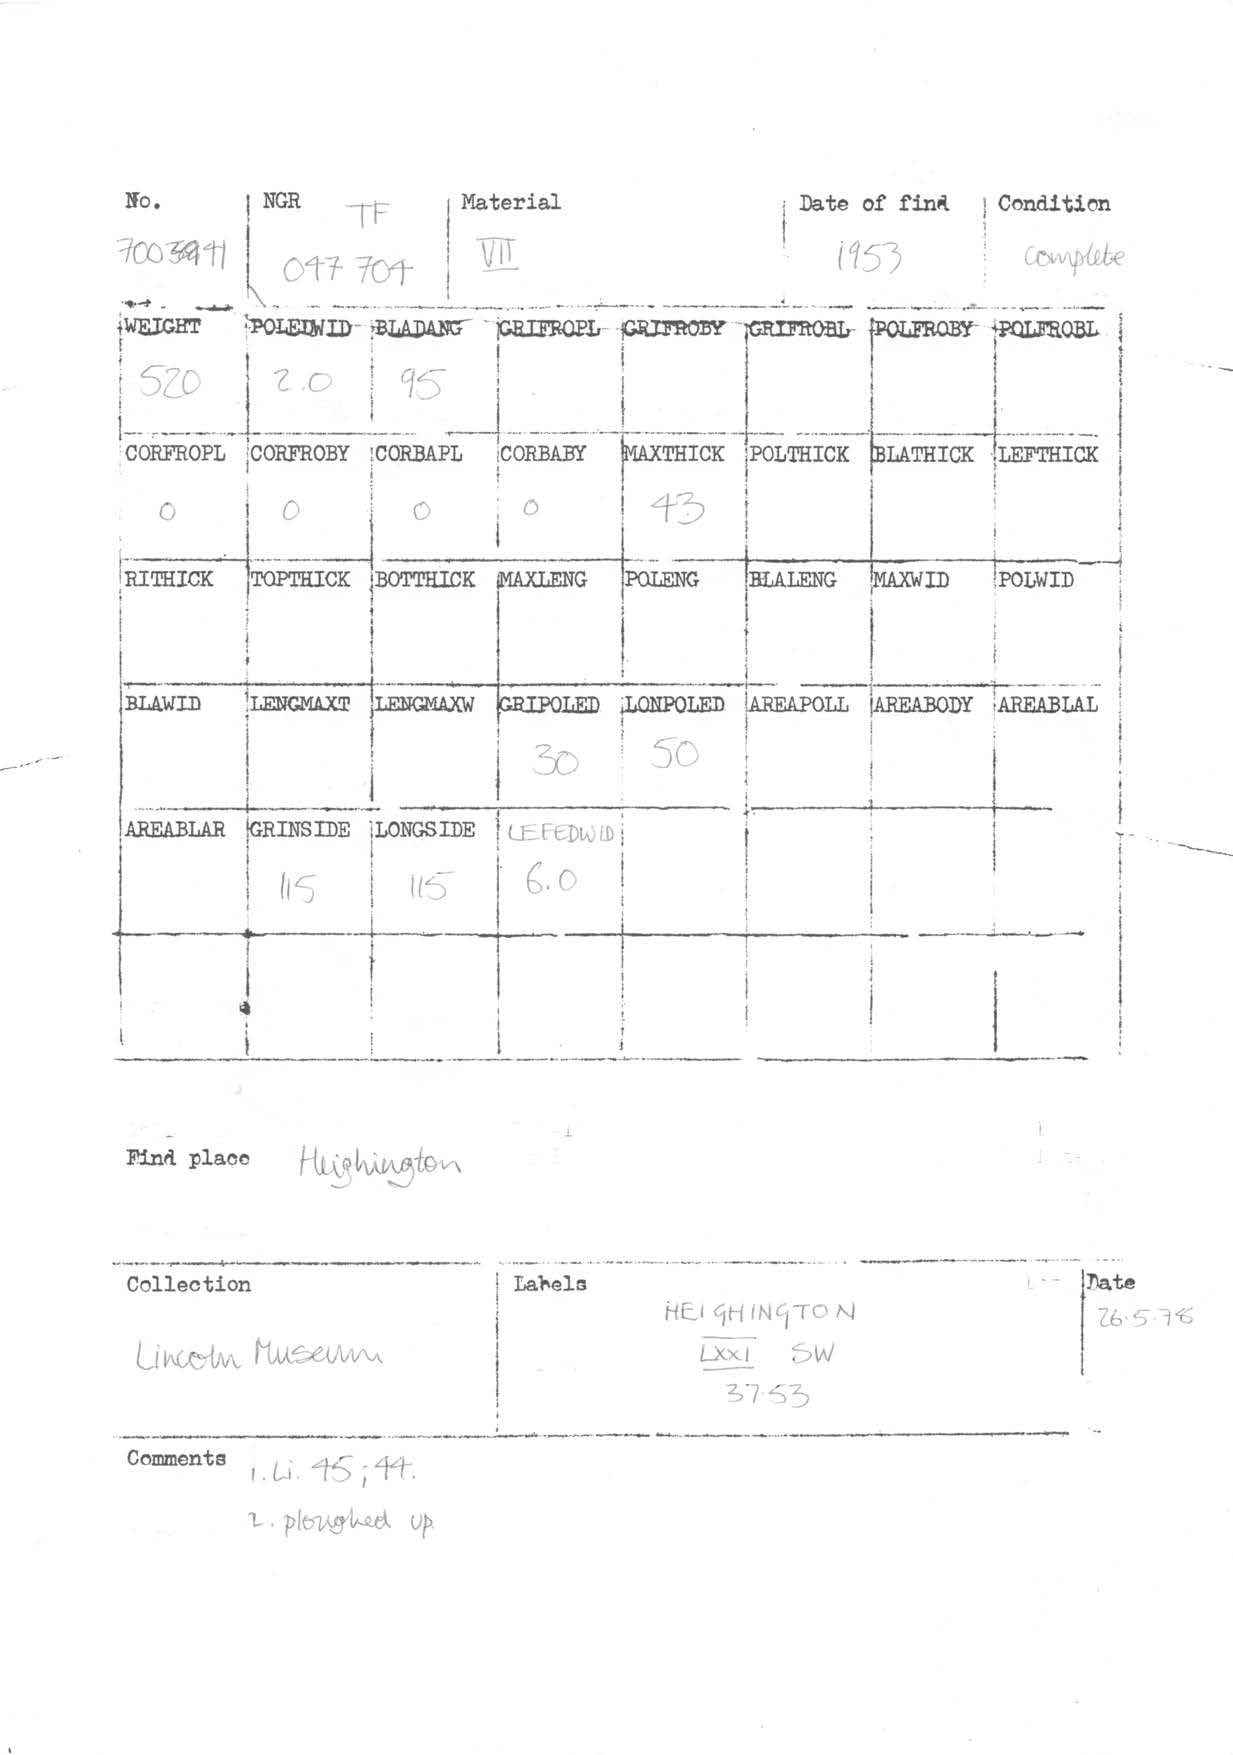 No. NGR TF Material Date of find Condition
047 704 VII 1953 complete
WEIGHT POLEDWID BLADANG GRIFROPL GRIFROBY GRIFROBL POLFROBY POLFROBL
520 2.0 95
CORFROPL CORFROBY CORBAPL CORBABY MAXTHICK POLTHICK BLATHICK LEFTHICK
0 0 0 0 43
RITHICK TOPTHICK BOTTHICK MAXLENG POLENG BLALENG MAXWID POLWID
BLAWID LENGMAXT LENGMAXW GRIPOLED LONPOLED AREAPOLL AREABODY AREABLAL
30 50
AREABLAR GRINSIDE LONGSIDE LEFEDWID
115 115 6.0
Find place Heighington
Collection Labels Date
HEIGHINGTON 26.5.78
Lincoln Museum LXXI SW
37.53
Comments 1. Li. 45; 44.
2. ploughed up.